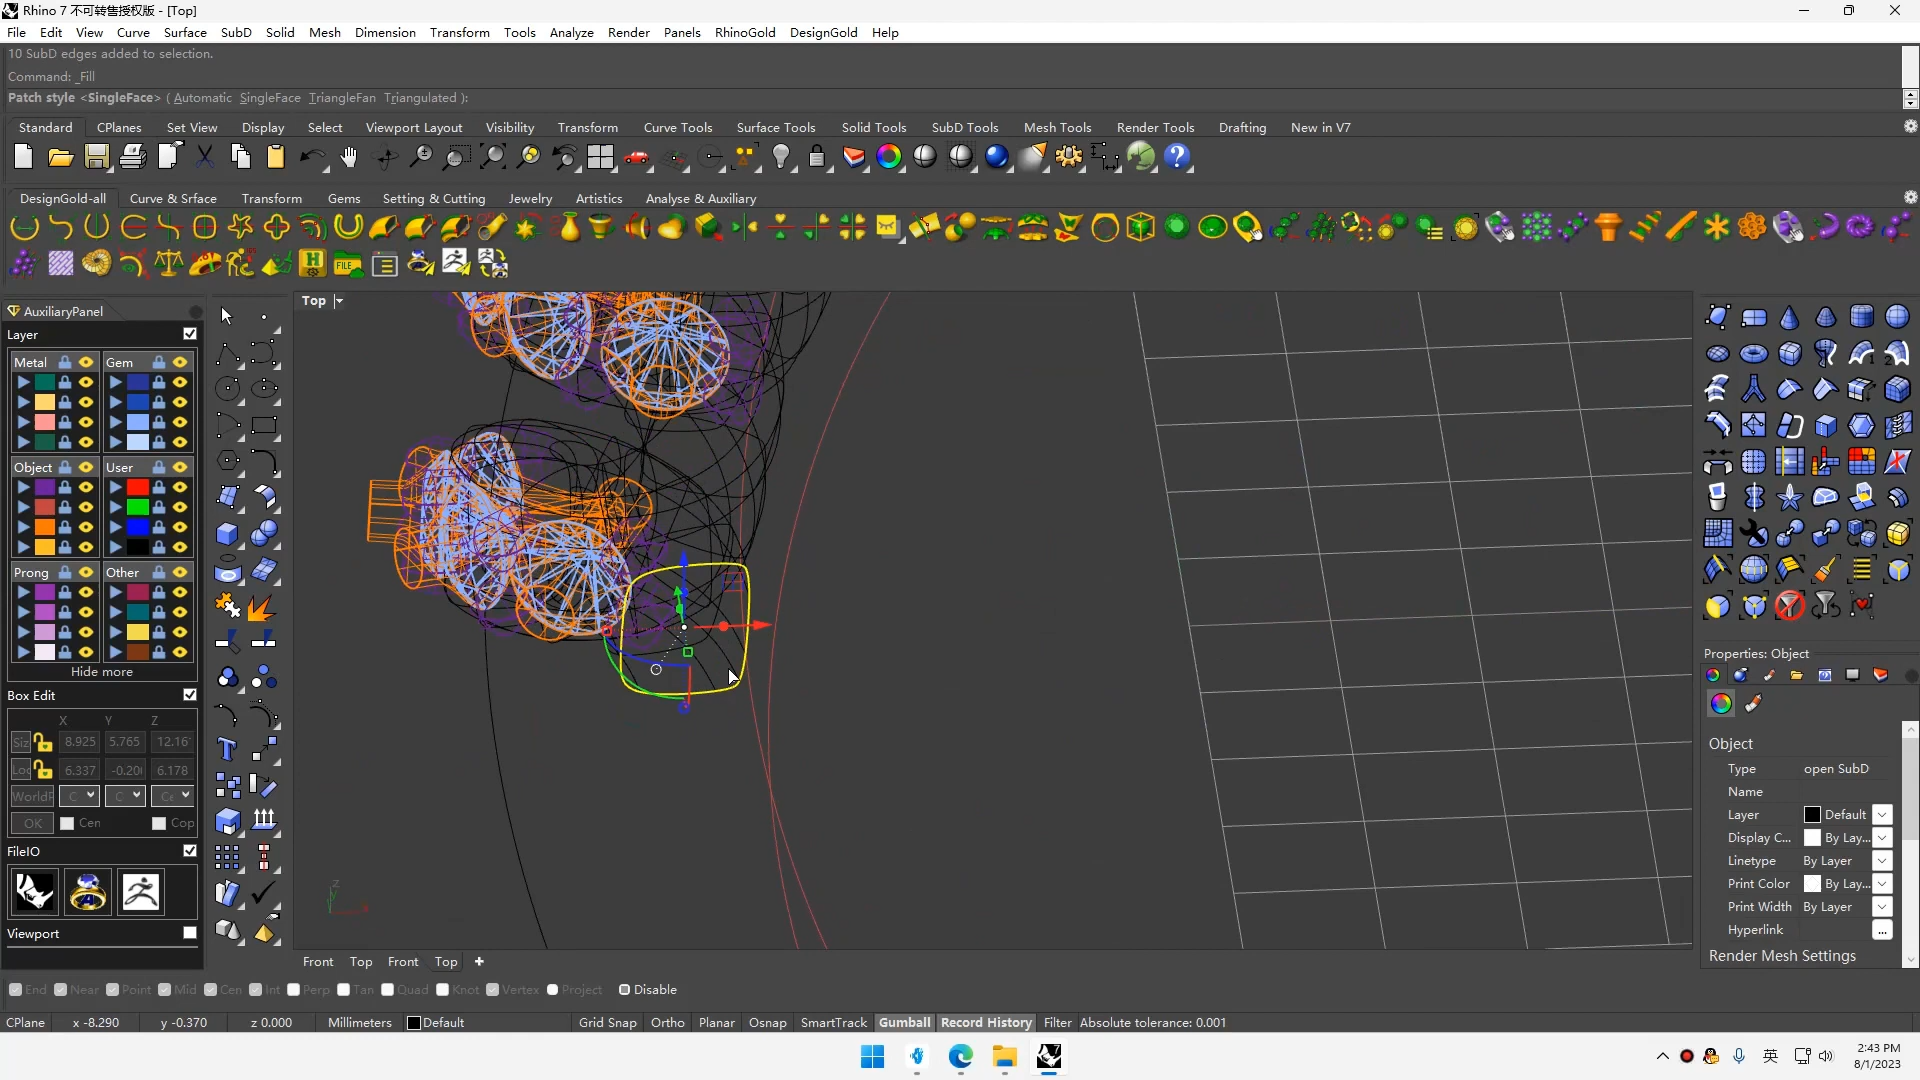 Rhino 7 不可转售授权版 - [Top]
File Edit View Curve Surface SubD Solid Mesh Dimension Transform Tools Analyze Render Panels RhinoGold DesignGold Help
10 SubD edges added to selection.
Command: _Fill
Patch style <SingleFace> ( Automatic SingleFace TriangleFan Triangulated ):
Standard CPlanes Set View Display Select Viewport Layout Visibility Transform Curve Tools Surface Tools Solid Tools SubD Tools Mesh Tools Render Tools Drafting New in V7
DesignGold-all Curve & Srface Transform Gems Setting & Cutting Jewelry Artistics Analyse & Auxiliary
FILE
AuxiliaryPanel
Layer
Metal Gem
Object User
Prong Other
Hide more
Box Edit
X Y Z
Siz 8.925 5.765 12.16
Loc 6.337 -0.20 6.178
WorldF C C Ce
OK Cen Cop
FileIO
Viewport
Top
Front Top Front Top
Properties: Object
Object
Type open SubD
Name
Layer Default
Display C... By Lay...
Linetype By Layer
Print Color By Lay...
Print Width By Layer
Hyperlink ...
Render Mesh Settings
End Near Point Mid Cen Int Perp Tan Quad Knot Vertex Project Disable
CPlane x -8.290 y -0.370 z 0.000 Millimeters Default Grid Snap Ortho Planar Osnap SmartTrack Gumball Record History Filter Absolute tolerance: 0.001
英
2:43 PM
8/1/2023